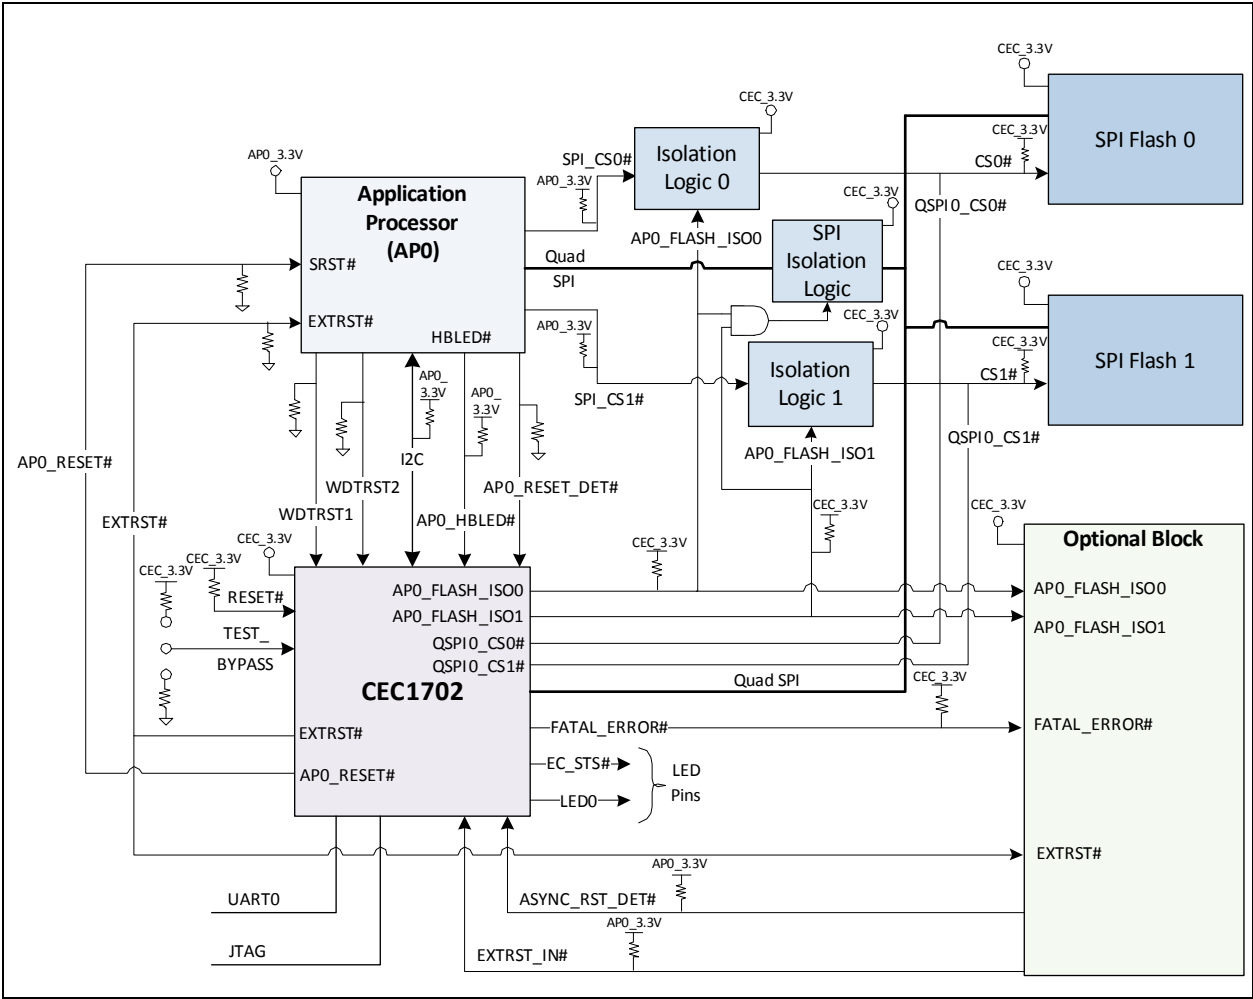 CEC_3.3V
SPI Flash 0
CEC_3.3V
CS0#
QSPI0_CS0#
CEC_3.3V
Isolation
Logic 0
SPI_CS0#
AP0_3.3V
AP0_3.3V
Application
Processor
(AP0)
SRST#
EXTRST#
HBLED#
AP0_FLASH_ISO0
CEC_3.3V
SPI
Isolation
Logic
Quad
SPI
CEC_3.3V
SPI Flash 1
CEC_3.3V
CS1#
QSPI0_CS1#
CEC_3.3V
Isolation
Logic 1
AP0_3.3V
SPI_CS1#
AP0_FLASH_ISO1
CEC_3.3V
AP0_
3.3V
AP0_
3.3V
I2C
AP0_RESET#
EXTRST#
WDTRST1
WDTRST2
AP0_HBLED#
AP0_RESET_DET#
CEC_3.3V
CEC_3.3V
CEC_3.3V
RESET#
TEST_
BYPASS
CEC_3.3V
AP0_FLASH_ISO0
AP0_FLASH_ISO1
QSPI0_CS0#
QSPI0_CS1#
CEC1702
EXTRST#
AP0_RESET#
Quad SPI
CEC_3.3V
FATAL_ERROR#
EC_STS#
LED0
LED
Pins
CEC_3.3V
Optional Block
AP0_FLASH_ISO0
AP0_FLASH_ISO1
FATAL_ERROR#
EXTRST#
UART0
JTAG
AP0_3.3V
ASYNC_RST_DET#
AP0_3.3V
EXTRST_IN#